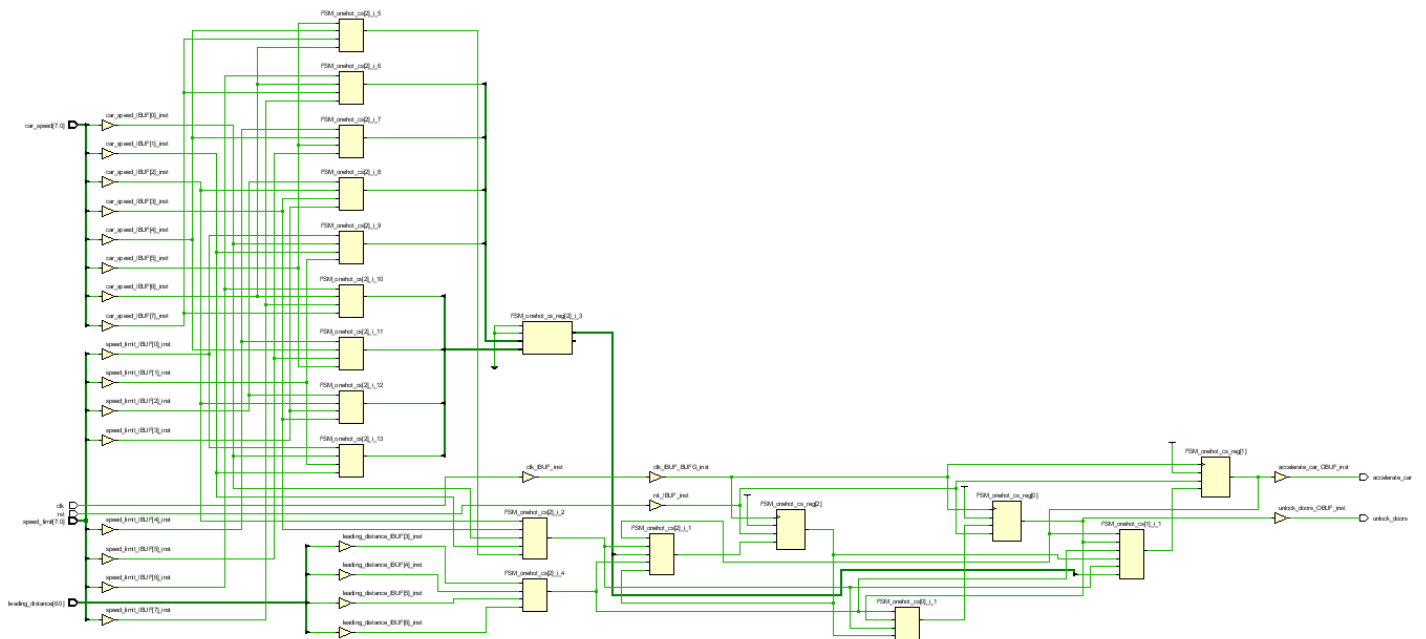 FSM_onehot_cs[2]_i_5
FSM_onehot_cs[2]_i_6
car_speed_IBUF[0]_inst
FSM_onehot_cs[2]_i_7
car_speed[7:0]
car_speed_IBUF[1]_inst
car_speed_IBUF[2]_inst
FSM_onehot_cs[2]_i_8
car_speed_IBUF[3]_inst
FSM_onehot_cs[2]_i_9
car_speed_IBUF[4]_inst
car_speed_IBUF[5]_inst
FSM_onehot_cs[2]_i_10
car_speed_IBUF[6]_inst
car_speed_IBUF[7]_inst
FSM_onehot_cs_reg[2]_i_3
FSM_onehot_cs[2]_i_11
speed_limit_IBUF[0]_inst
speed_limit_IBUF[1]_inst
FSM_onehot_cs[2]_i_12
speed_limit_IBUF[2]_inst
speed_limit_IBUF[3]_inst
FSM_onehot_cs[2]_i_13
FSM_onehot_cs_reg[1]
clk_IBUF_inst
clk_IBUF_BUFG_inst
accelerate_car_OBUF_inst
accelerate_car
rst_IBUF_inst
FSM_onehot_cs_reg[0]
clk
FSM_onehot_cs_reg[2]
rst
FSM_onehot_cs[2]_i_2
unlock_doors_OBUF_inst
unlock_doors
speed_limit[7:0]
speed_limit_IBUF[4]_inst
FSM_onehot_cs[2]_i_1
FSM_onehot_cs[1]_i_1
leading_distance_IBUF[3]_inst
speed_limit_IBUF[5]_inst
leading_distance_IBUF[4]_inst
FSM_onehot_cs[2]_i_4
speed_limit_IBUF[6]_inst
leading_distance_IBUF[5]_inst
FSM_onehot_cs[0]_i_1
speed_limit_IBUF[7]_inst
leading_distance_IBUF[6]_inst